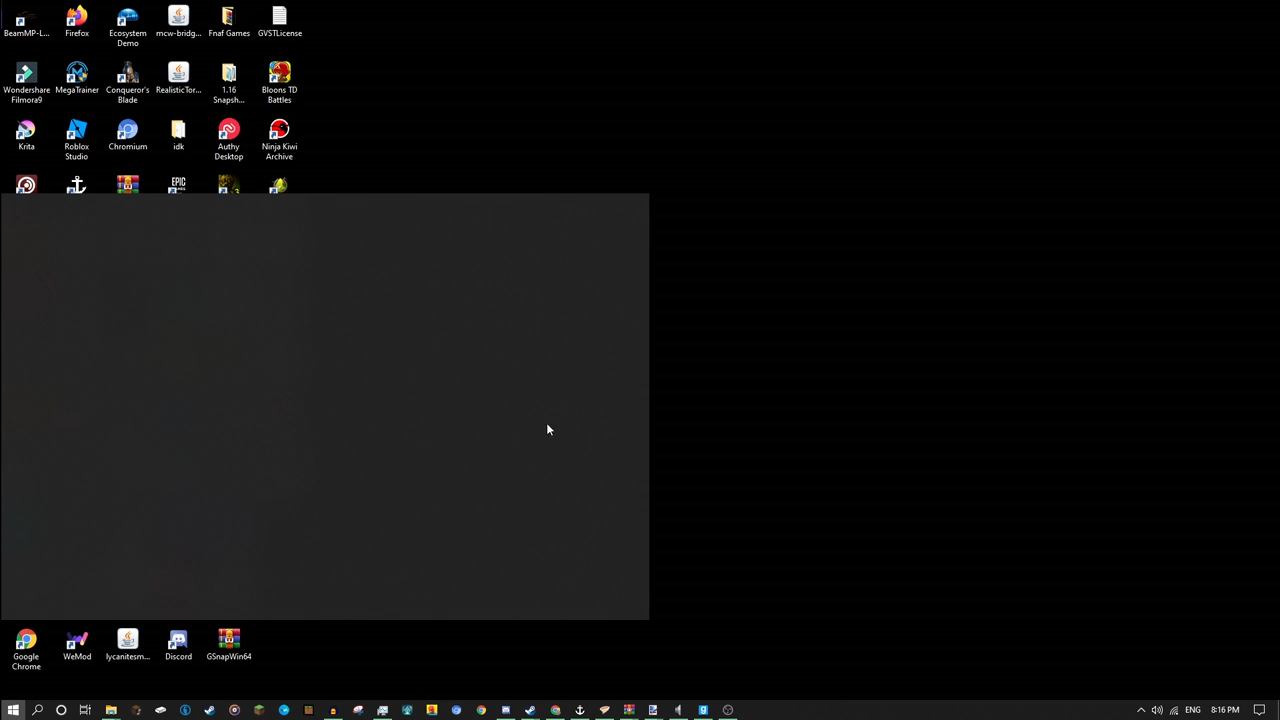 BeamMP-L...
Firefox
Ecosystem
Demo
mcw-bridg...
Fnaf Games
GVSTLicense
Wondershare
Filmora9
MegaTrainer
Conqueror's
Blade
RealisticTor...
1.16
Snapsh...
Bloons TD
Battles
Krita
Roblox
Studio
Chromium
idk
Authy
Desktop
Ninja Kiwi
Archive
EPIC
3
Google
Chrome
WeMod
lycanitesm...
Discord
GSnapWin64
ENG
8:16 PM